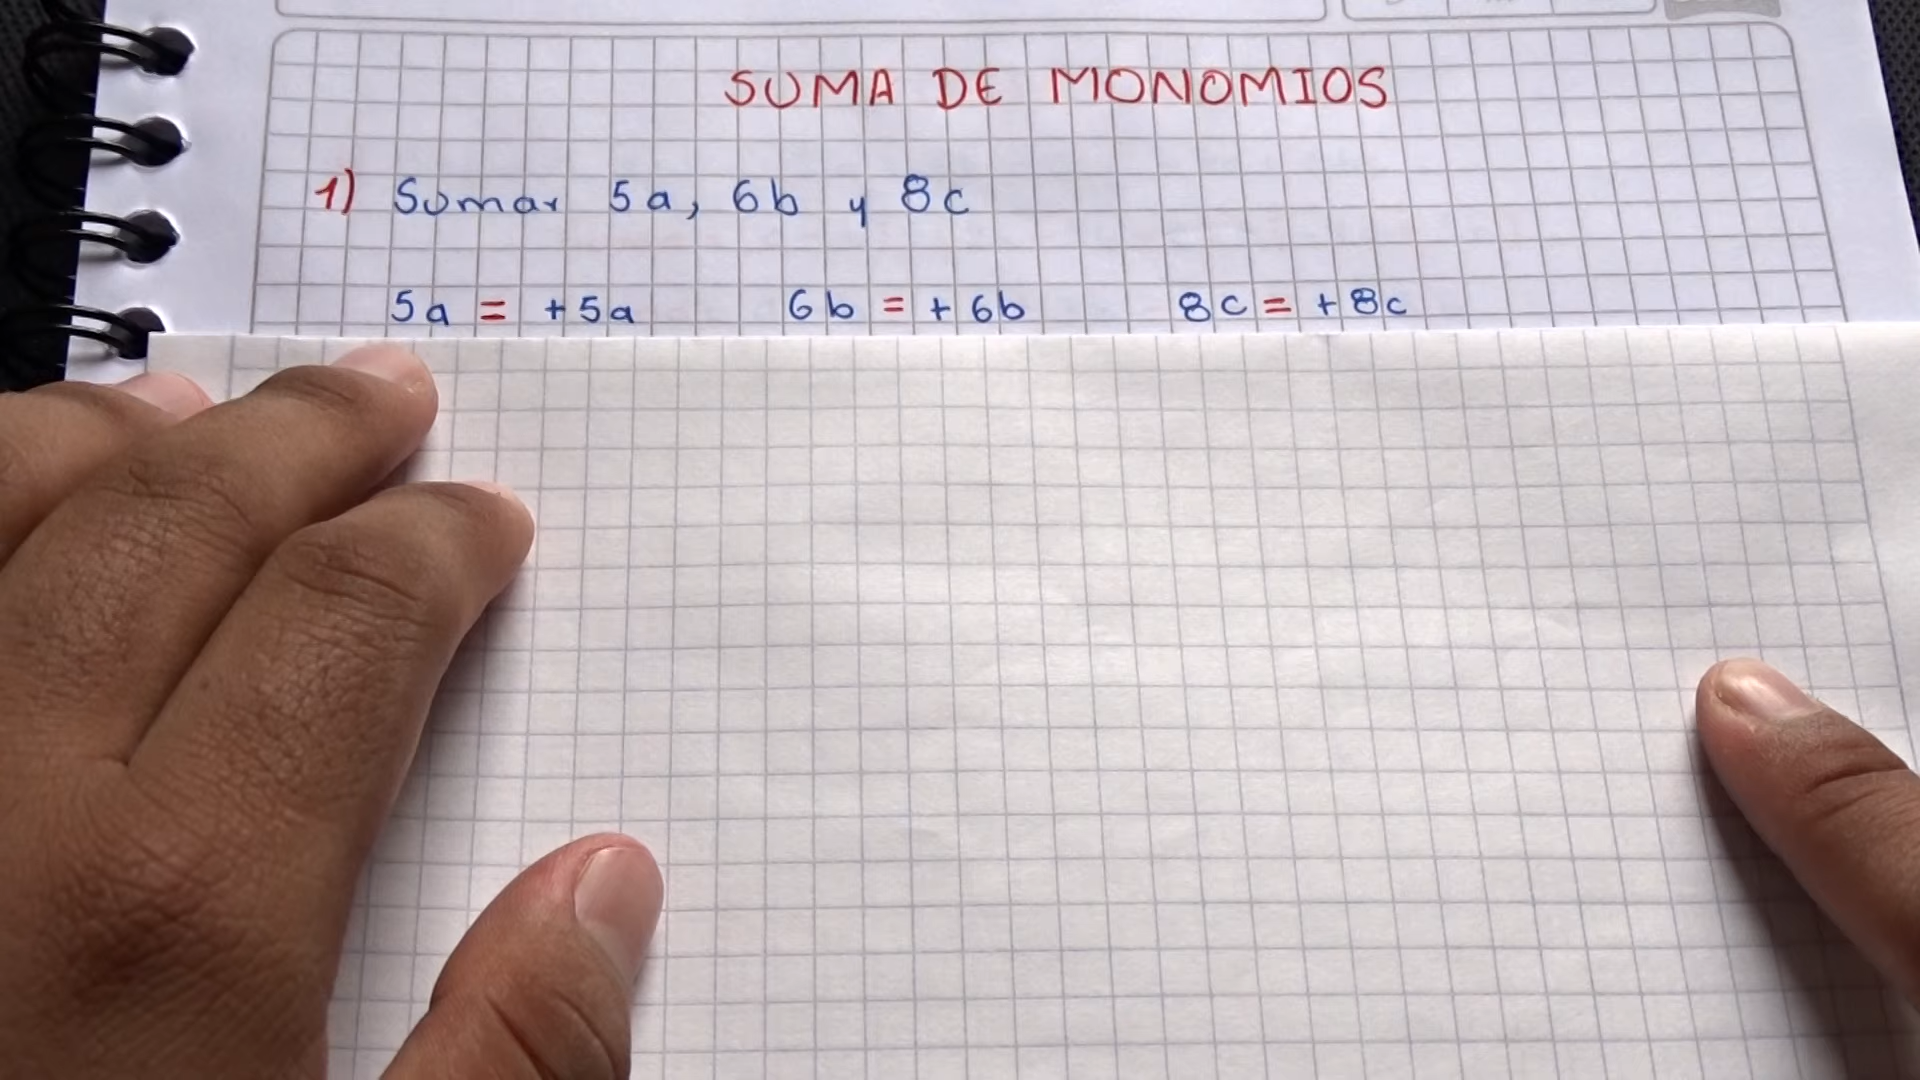 SUMA DE MONOMIOS
1) Sumar 5a, 6b y 8c
5a = +5a 6b = +6b 8c = +8c